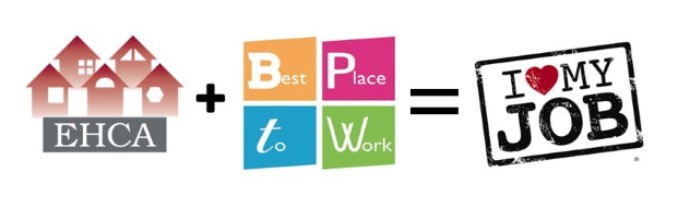 EHCA
+
Best Place
to Work
=
I ♥ MY
JOB